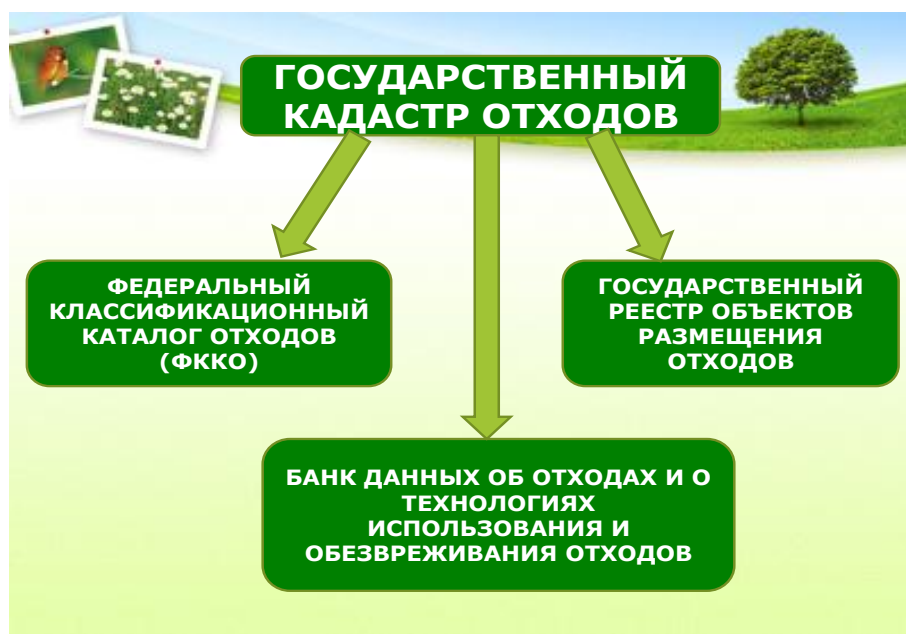 ГОСУДАРСТВЕННЫЙ
КАДАСТР ОТХОДОВ
ФЕДЕРАЛЬНЫЙ
КЛАССИФИКАЦИОННЫЙ
КАТАЛОГ ОТХОДОВ
(ФККО)
ГОСУДАРСТВЕННЫЙ
РЕЕСТР ОБЪЕКТОВ
РАЗМЕЩЕНИЯ
ОТХОДОВ
БАНК ДАННЫХ ОБ ОТХОДАХ И О
ТЕХНОЛОГИЯХ
ИСПОЛЬЗОВАНИЯ И
ОБЕЗВРЕЖИВАНИЯ ОТХОДОВ